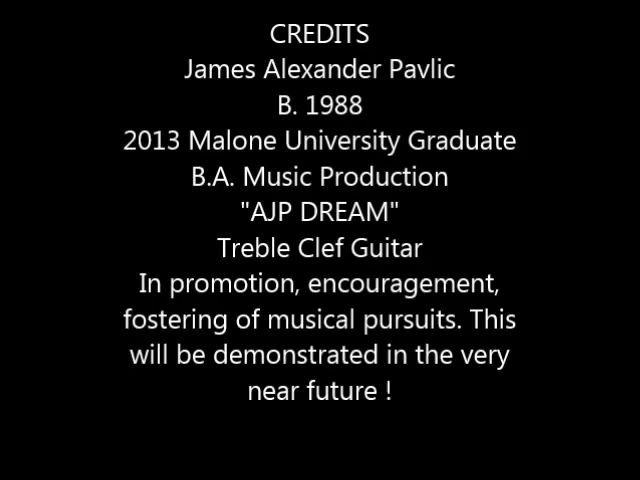 CREDITS
James Alexander Pavlic
B. 1988
2013 Malone University Graduate
B.A. Music Production
"AJP DREAM"
Treble Clef Guitar
In promotion, encouragement,
fostering of musical pursuits. This
will be demonstrated in the very
near future !